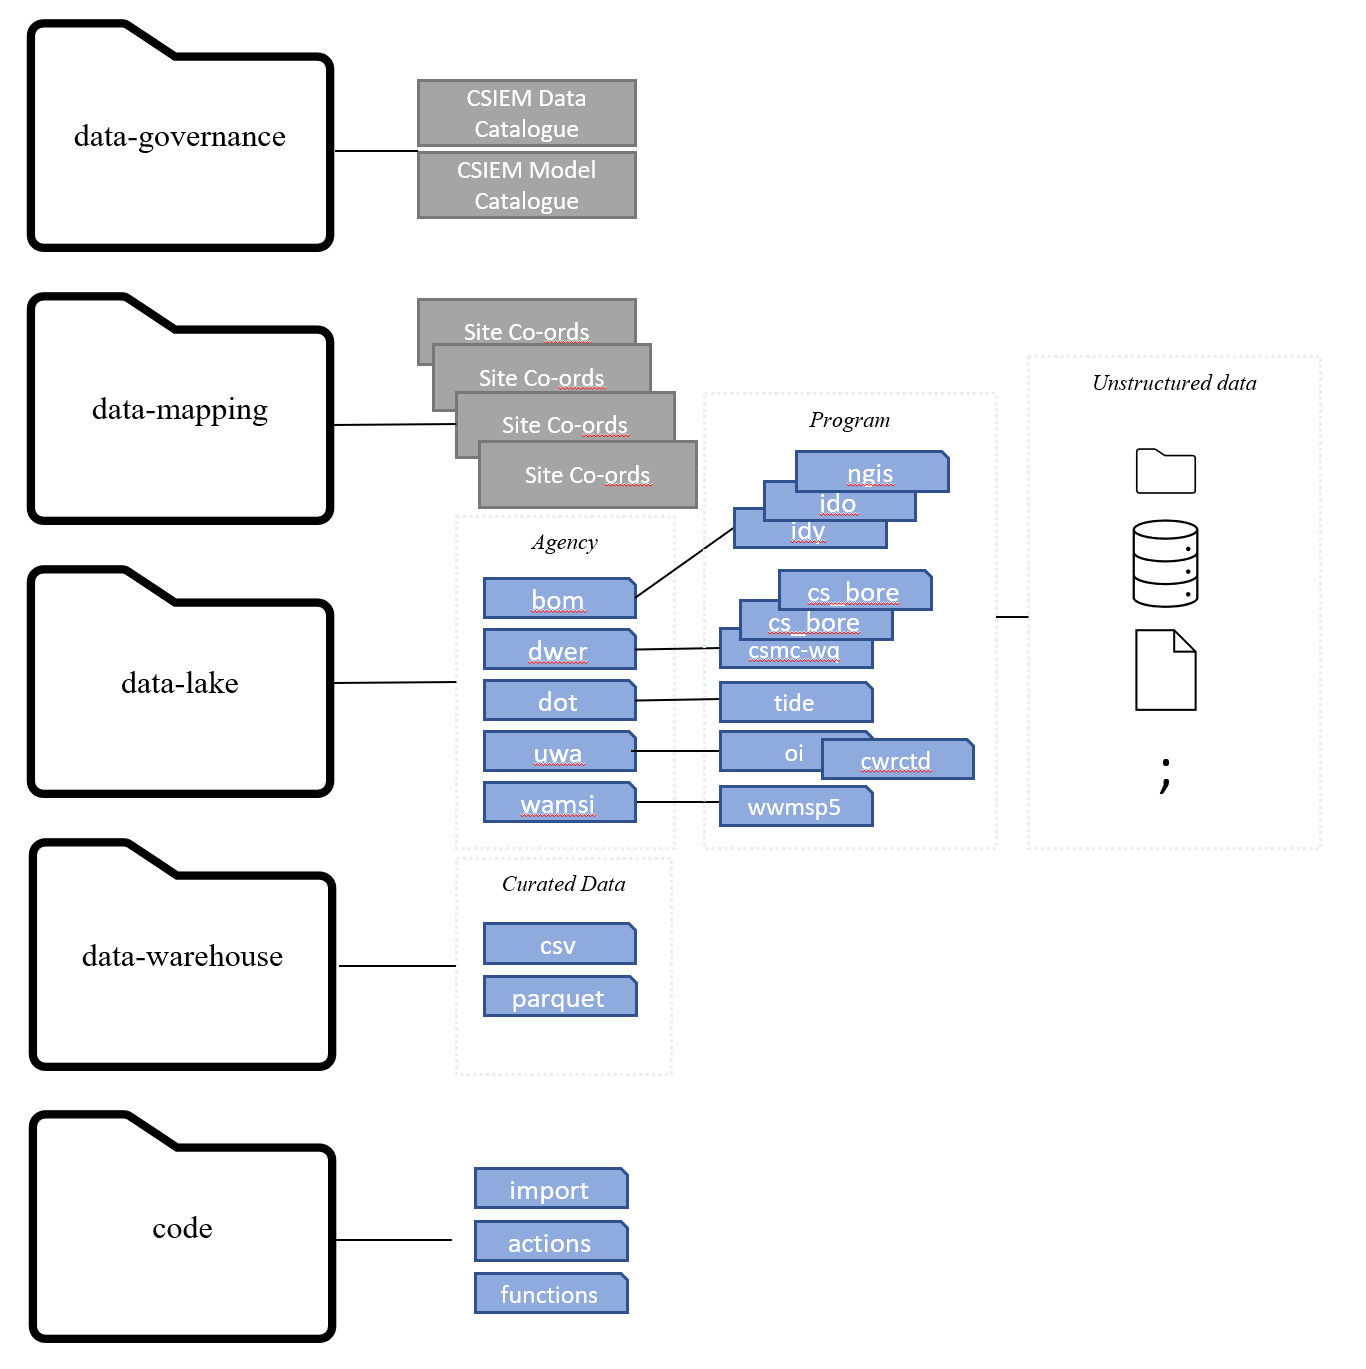 data-governance
CSIEM Data
Catalogue
CSIEM Model
Catalogue
data-mapping
Site Co-ords
Site Co-ords
Site Co-ords
Site Co-ords
data-lake
Agency
bom
dwer
dot
uwa
wamsi
Program
ngis
ido
idy
cs_bore
cs_bore
csmc-wq
tide
oi
cwrctd
wwmsp5
Unstructured data
;
data-warehouse
Curated Data
csv
parquet
code
import
actions
functions